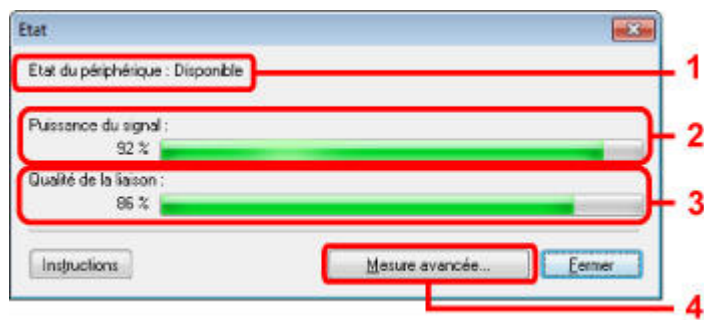 Etat
Etat du périphérique : Disponible
1
Puissance du signal :
92 %
2
Qualité de la liaison :
86 %
3
Instructions
Mesure avancée...
Fermer
4